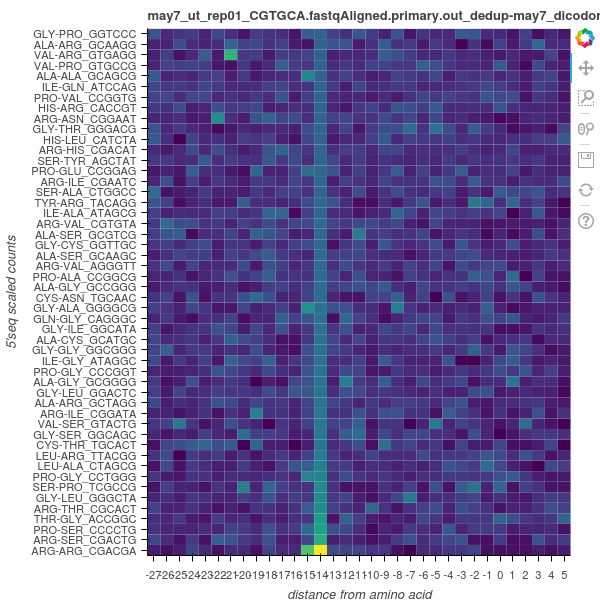 may7_ut_rep01_CGTGCA.fastqAligned.primary.out_dedup-may7_dicodon
GLY-PRO_GGTCCC
ALA-ARG_GCAAGG
VAL-ARG_GTGAGG
VAL-PRO_GTGCCG
ALA-ALA_GCAGCG
ILE-GLN_ATCCAG
PRO-VAL_CCGGTG
HIS-ARG_CACCGT
ARG-ASN_CGGAAT
GLY-THR_GGGACG
HIS-LEU_CATCTA
ARG-HIS_CGACAT
SER-TYR_AGCTAT
PRO-GLU_CCGGAG
ARG-ILE_CGAATC
SER-ALA_CTGGCC
TYR-ARG_TACAGG
ILE-ALA_ATAGCG
ARG-VAL_CGTGTA
ALA-SER_GCGTCG
GLY-CYS_GGTTGC
ALA-SER_GCAAGC
ARG-VAL_AGGGTT
PRO-ALA_CCGGCG
ALA-GLY_GCCGGG
CYS-ASN_TGCAAC
GLY-ALA_GGGGCG
GLN-GLY_CAGGGC
GLY-ILE_GGCATA
ALA-CYS_GCATGC
GLY-GLY_GGCGGG
ILE-GLY_ATAGGC
PRO-GLY_CCCGGT
ALA-GLY_GCGGGG
GLY-LEU_GGACTC
ALA-ARG_GCTAGG
ARG-ILE_CGGATA
VAL-SER_GTACTG
GLY-SER_GGCAGC
CYS-THR_TGCACT
LEU-ARG_TTACGG
LEU-ALA_CTAGCG
PRO-GLY_CCTGGG
SER-PRO_TCGCCG
GLY-LEU_GGGCTA
ARG-THR_CGCACT
THR-GLY_ACCGGC
PRO-SER_CCCCTG
ARG-SER_CGACTG
ARG-ARG_CGACGA
5'seq scaled counts
-27 -26 -25 -24 -23 -22 -21 -20 -19 -18 -17 -16 -15 -14 -13 -12 -11 -10 -9 -8 -7 -6 -5 -4 -3 -2 -1 0 1 2 3 4 5
distance from amino acid